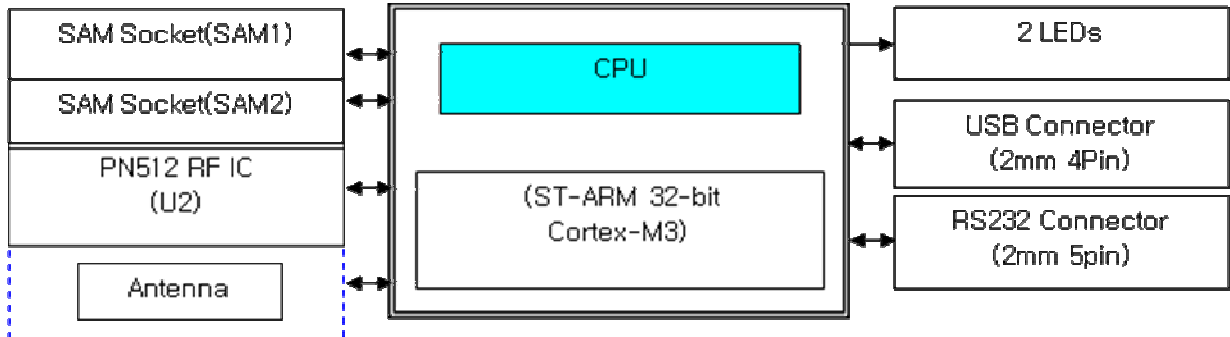 SAM Socket(SAM1)
SAM Socket(SAM2)
PN512 RF IC
(U2)
Antenna
CPU
(ST-ARM 32-bit
Cortex-M3)
2 LEDs
USB Connector
(2mm 4Pin)
RS232 Connector
(2mm 5pin)